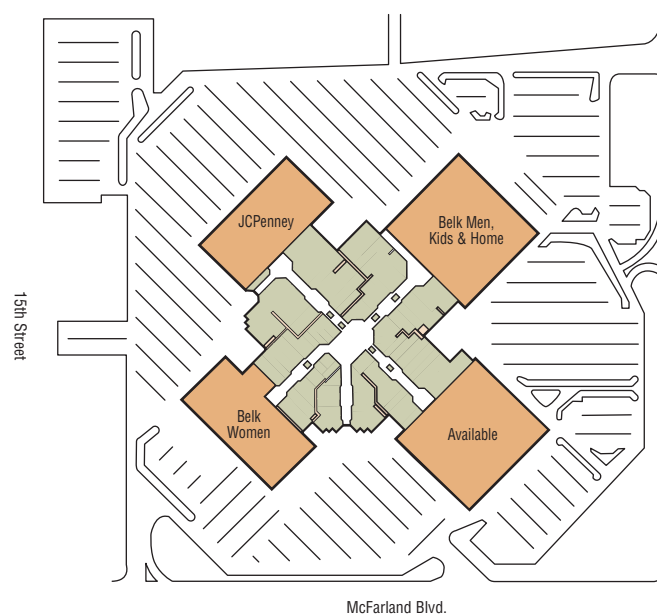 JCPenney
Belk Men,
Kids & Home
15th Street
Belk
Women
Available
McFarland Blvd.